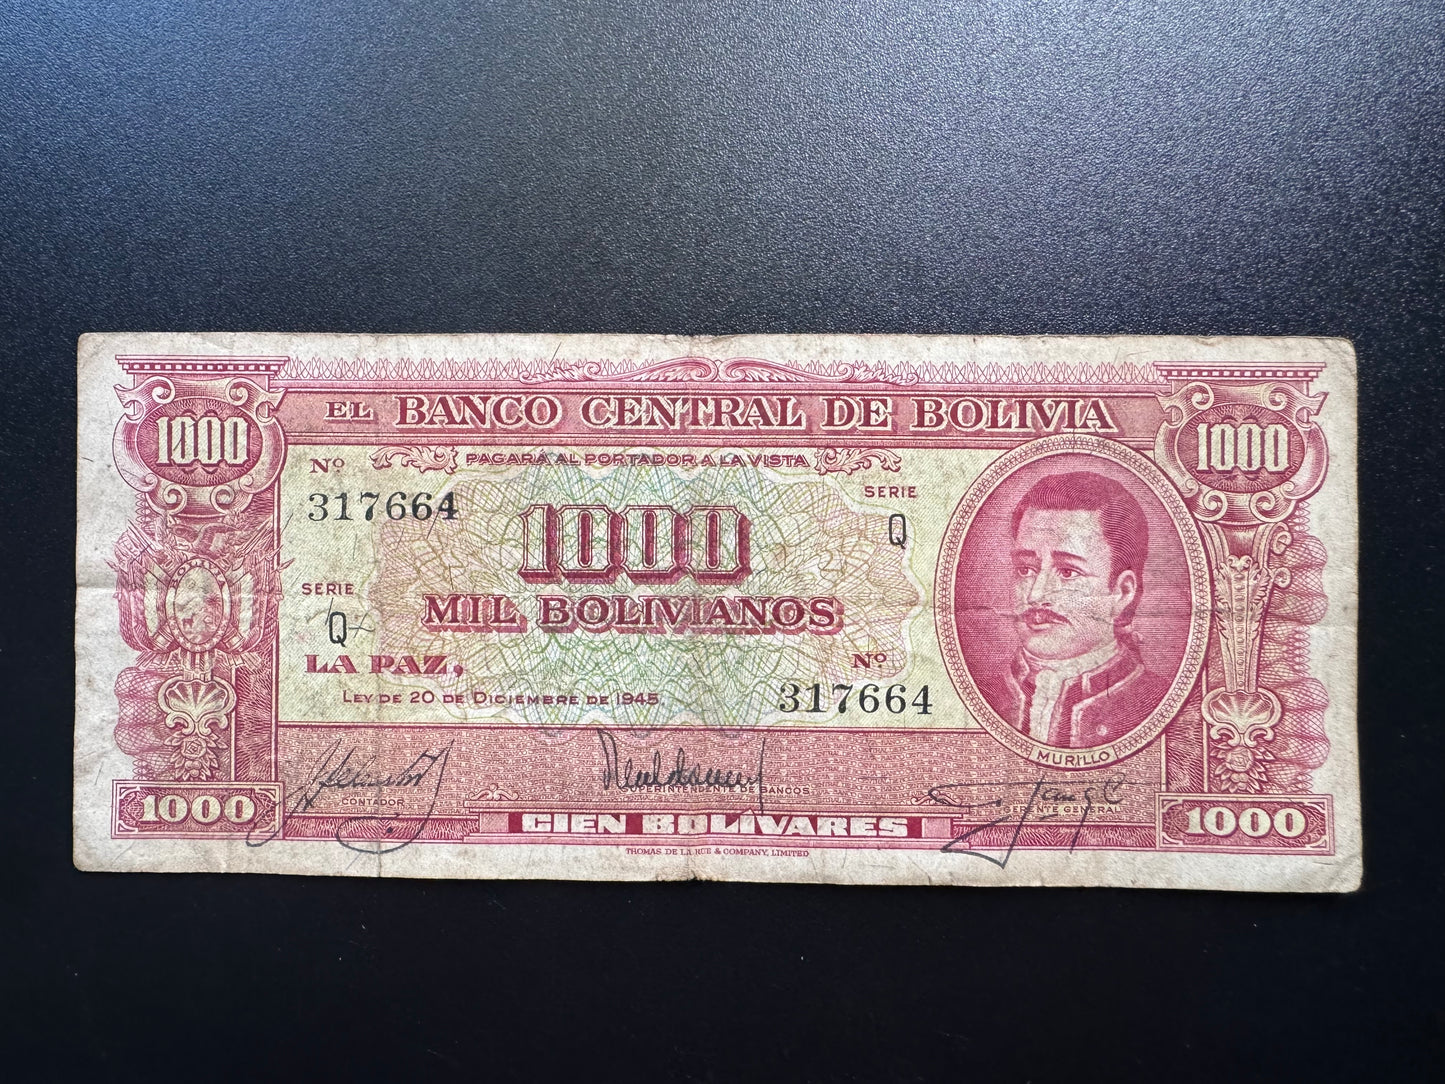 EL BANCO CENTRAL DE BOLIVIA
1000
1000
Nº
PAGARÁ AL PORTADOR A LA VISTA
317664
1000
SERIE
Q
BOLIVIA
SERIE
Q
MIL BOLIVIANOS
LA PAZ,
Nº
LEY DE 20 DE DICIEMBRE DE 1945.
317664
MURILLO
CONTADOR
SUPERINTENDENTE DE BANCOS
GERENTE GENERAL
1000
CIEN BOLÍVARES
1000
THOMAS DE LA RUE & COMPANY, LIMITED